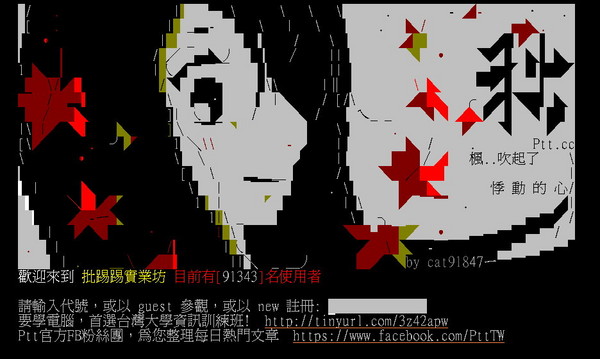 秋
Ptt.cc
楓..吹起了
悸動的心
by cat91847
歡迎來到 批踢踢實業坊 目前有[91343]名使用者
請輸入代號，或以 guest 參觀，或以 new 註冊:
要學電腦，首選台灣大學資訊訓練班! http://tinyurl.com/3z42apw
Ptt官方FB粉絲團，為您整理每日熱門文章 https://www.facebook.com/PttTW